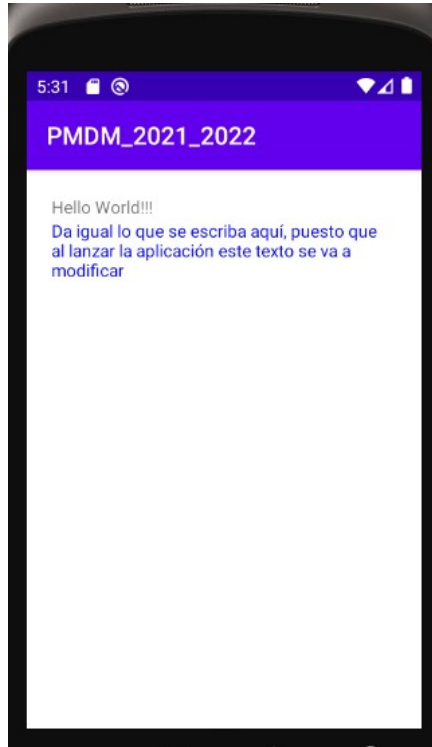 5:31
PMDM_2021_2022
Hello World!!!
Da igual lo que se escriba aquí, puesto que
al lanzar la aplicación este texto se va a
modificar